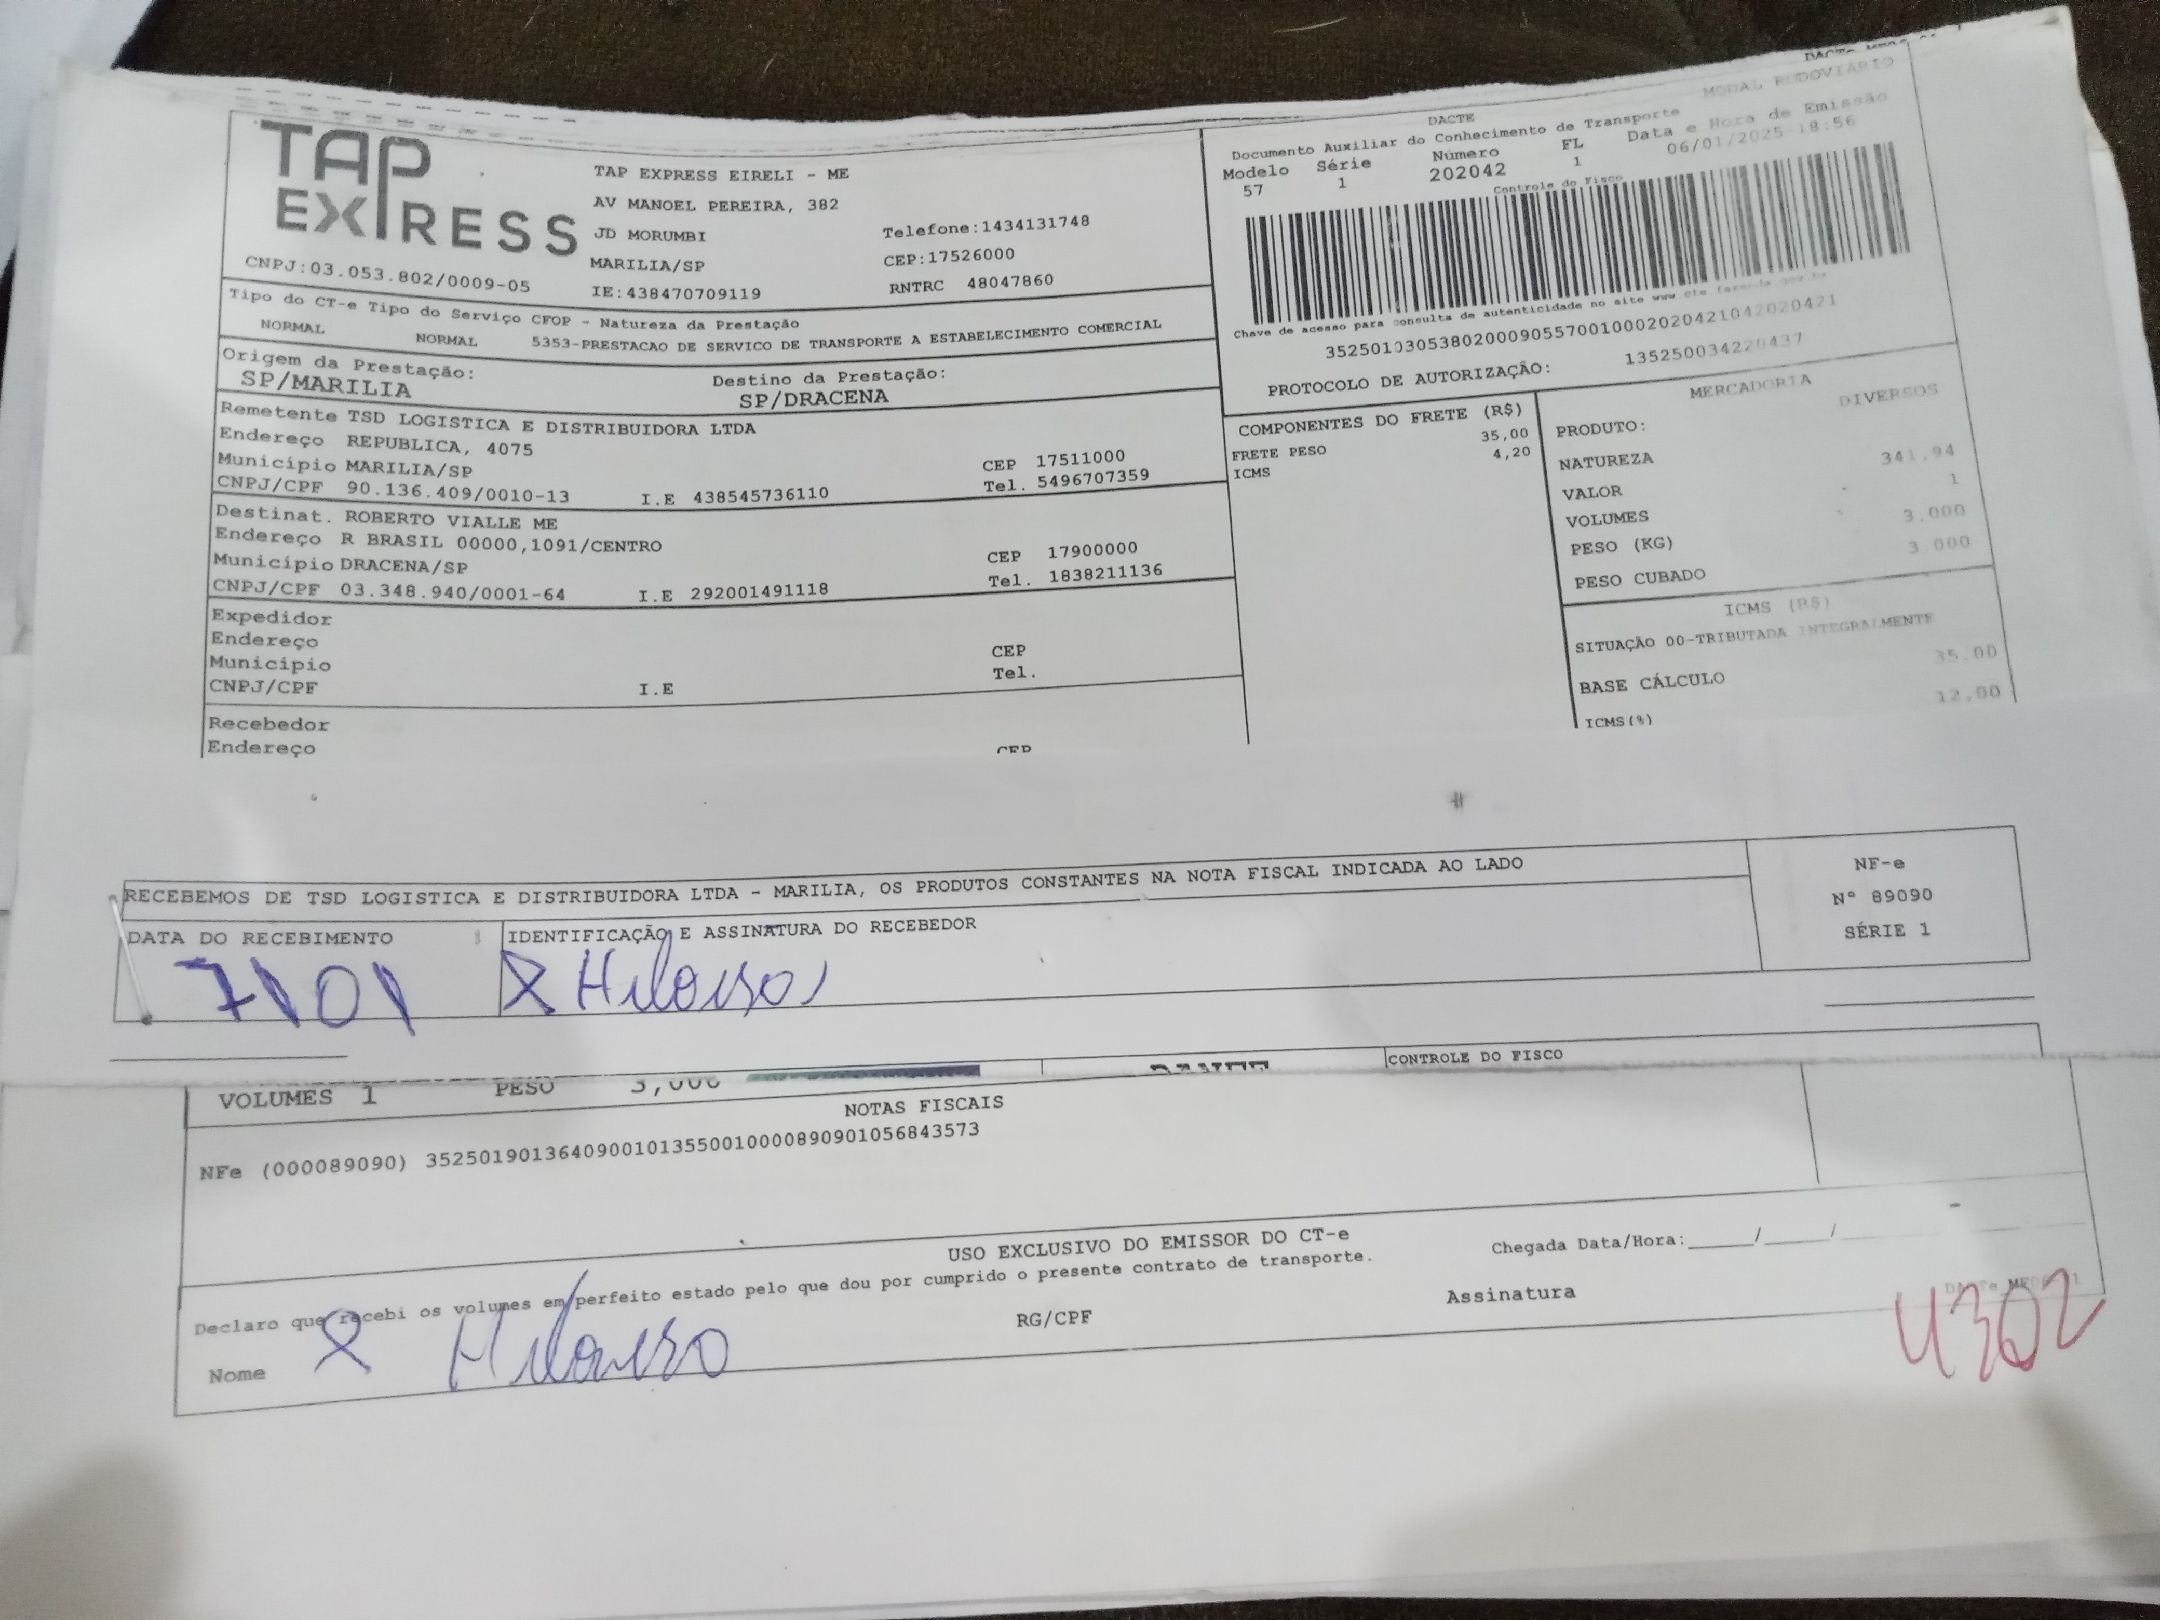 DACTE
MODAL RODOVIÁRIO
TAP
EXPRESS
CNPJ:03.053.802/0009-05
TAP EXPRESS EIRELI - ME
AV MANOEL PEREIRA, 382
JD MORUMBI
MARILIA/SP
IE:438470709119
Telefone:1434131748
CEP:17526000
RNTRC 48047860
DACTE
Documento Auxiliar do Conhecimento de Transporte
Modelo Série Número FL Data e Hora de Emissão
57 1 202042 1 06/01/2025 18:56
Controle do Fisco
Chave de acesso para consulta de autenticidade no site www.cte.fazenda.gov.br
35250103053802000905570010002020421042020421
PROTOCOLO DE AUTORIZAÇÃO: 135250034220437
Tipo do CT-e Tipo do Serviço CFOP - Natureza da Prestação
NORMAL NORMAL 5353-PRESTACAO DE SERVICO DE TRANSPORTE A ESTABELECIMENTO COMERCIAL
Origem da Prestação: Destino da Prestação:
SP/MARILIA SP/DRACENA
Remetente TSD LOGISTICA E DISTRIBUIDORA LTDA
Endereço REPUBLICA, 4075
Município MARILIA/SP CEP 17511000
CNPJ/CPF 90.136.409/0010-13 I.E 438545736110 Tel. 5496707359
Destinat. ROBERTO VIALLE ME
Endereço R BRASIL 00000,1091/CENTRO
Município DRACENA/SP CEP 17900000
CNPJ/CPF 03.348.940/0001-64 I.E 292001491118 Tel. 1838211136
Expedidor
Endereço
Município CEP
CNPJ/CPF I.E Tel.
Recebedor
Endereço CEP
COMPONENTES DO FRETE (R$)
FRETE PESO 35,00
ICMS 4,20
MERCADORIA
PRODUTO: DIVERSOS
NATUREZA
VALOR 341,94
VOLUMES 1
PESO (KG) 3,000
PESO CUBADO 3,000
ICMS (R$)
SITUAÇÃO 00-TRIBUTADA INTEGRALMENTE
BASE CÁLCULO 35,00
ICMS(%) 12,00
RECEBEMOS DE TSD LOGISTICA E DISTRIBUIDORA LTDA - MARILIA, OS PRODUTOS CONSTANTES NA NOTA FISCAL INDICADA AO LADO
NF-e
Nº 89090
SÉRIE 1
DATA DO RECEBIMENTO IDENTIFICAÇÃO E ASSINATURA DO RECEBEDOR
CONTROLE DO FISCO
VOLUMES 1 PESO 3,000
NOTAS FISCAIS
NFe (000089090) 35250190136409001013550010000890901056843573
USO EXCLUSIVO DO EMISSOR DO CT-e
Declaro que recebi os volumes em perfeito estado pelo que dou por cumprido o presente contrato de transporte.
Chegada Data/Hora:_____/_____/
Nome RG/CPF Assinatura
4302